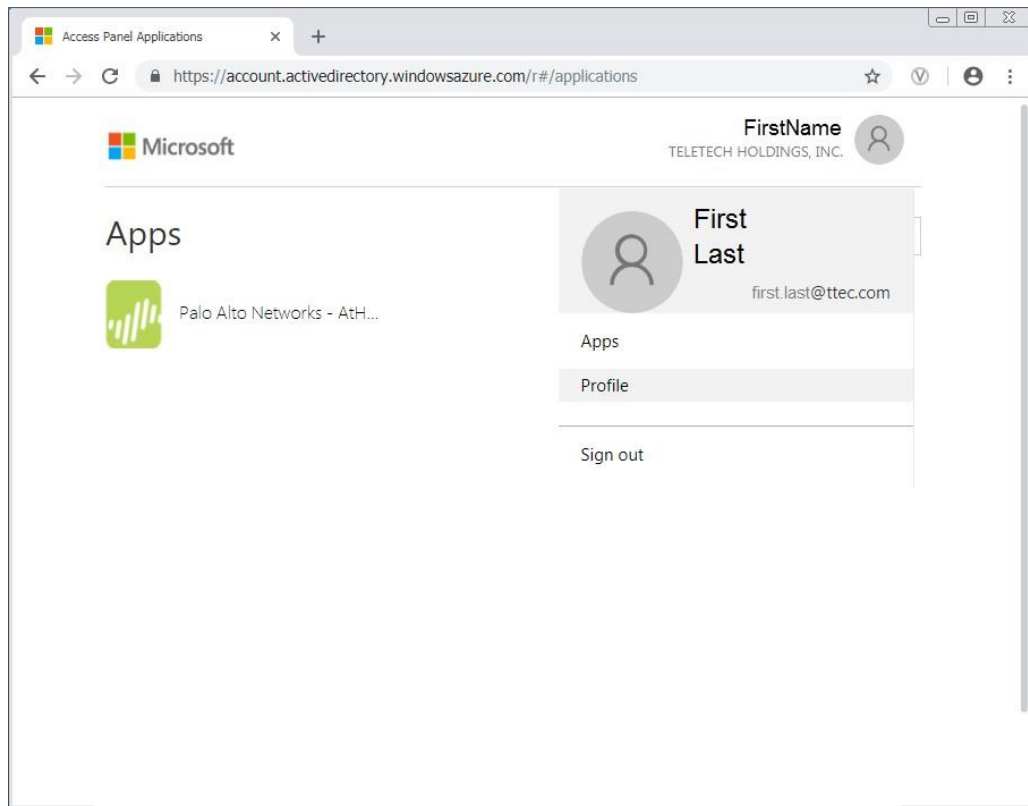 Access Panel Applications
https://account.activedirectory.windowsazure.com/r#/applications
Microsoft
FirstName
TELETECH HOLDINGS, INC.
Apps
Palo Alto Networks - AtH...
First
Last
first.last@ttec.com
Apps
Profile
Sign out